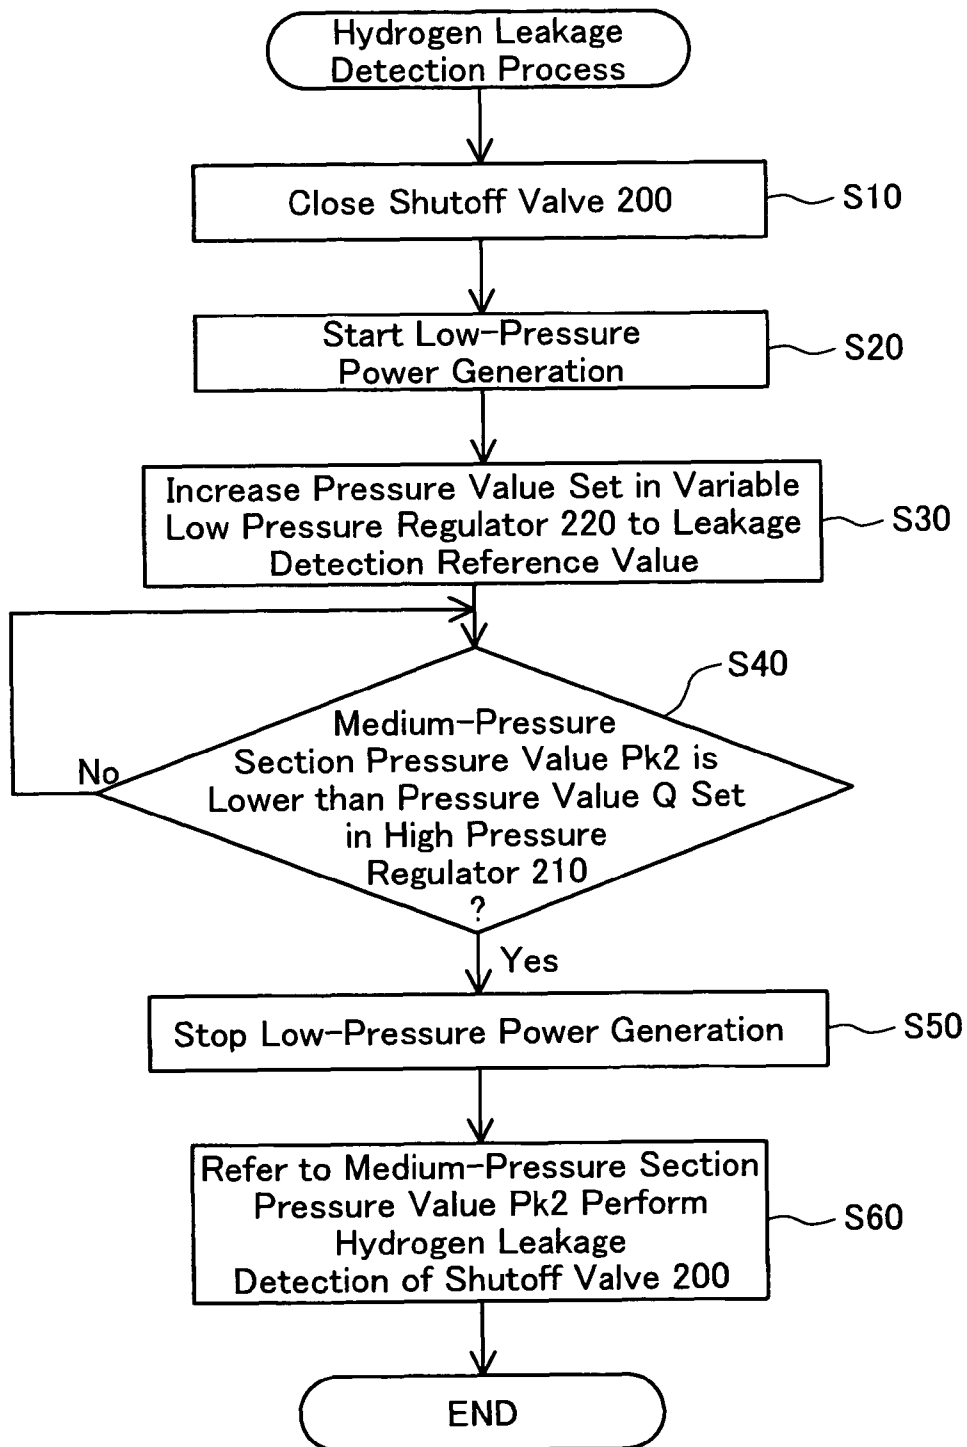 Hydrogen Leakage
Detection Process
Close Shutoff Valve 200
S10
Start Low-Pressure
Power Generation
S20
Increase Pressure Value Set in Variable
Low Pressure Regulator 220 to Leakage
Detection Reference Value
S30
S40
Medium-Pressure
Section Pressure Value Pk2 is
Lower than Pressure Value Q Set
in High Pressure
Regulator 210
?
No
Yes
Stop Low-Pressure Power Generation
S50
Refer to Medium-Pressure Section
Pressure Value Pk2 Perform
Hydrogen Leakage
Detection of Shutoff Valve 200
S60
END